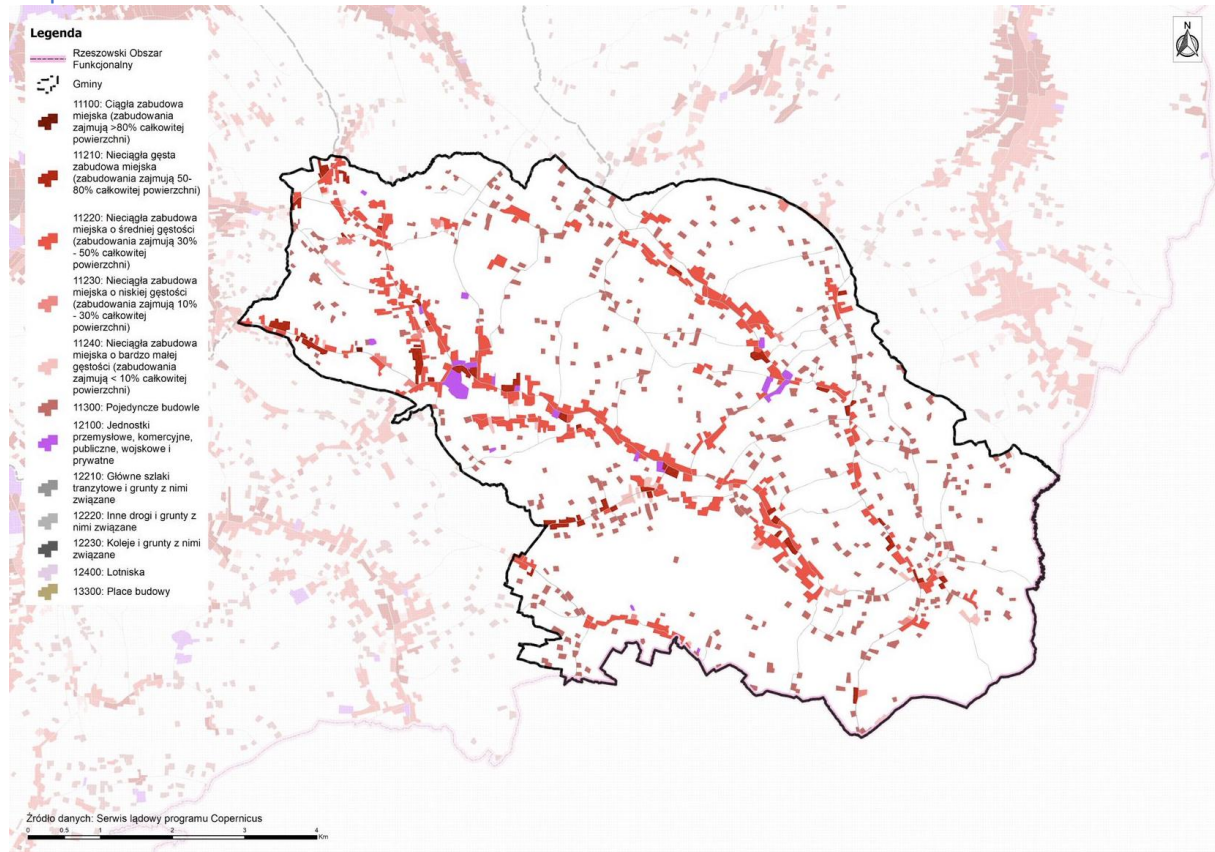 Legenda
N
Rzeszowski Obszar
Funkcjonalny
Gminy
11100: Ciągła zabudowa
miejska (zabudowania
zajmują >80% całkowitej
powierzchni)
11210: Nieciągła gęsta
zabudowa miejska
(zabudowania zajmują 50-
80% całkowitej powierzchni)
11220: Nieciągła zabudowa
miejska o średniej gęstości
(zabudowania zajmują 30%
- 50% całkowitej
powierzchni)
11230: Nieciągła zabudowa
miejska o niskiej gęstości
(zabudowania zajmują 10%
- 30% całkowitej
powierzchni)
11240: Nieciągła zabudowa
miejska o bardzo małej
gęstości (zabudowania
zajmują < 10% całkowitej
powierzchni)
11300: Pojedyncze budowle
12100: Jednostki
przemysłowe, komercyjne,
publiczne, wojskowe i
prywatne
12210: Główne szlaki
tranzytowe i grunty z nimi
związane
12220: Inne drogi i grunty z
nimi związane
12230: Koleje i grunty z nimi
związane
12400: Lotniska
13300: Place budowy
Źródło danych: Serwis lądowy programu Copernicus
0 0.5 1 2 3 4
Km